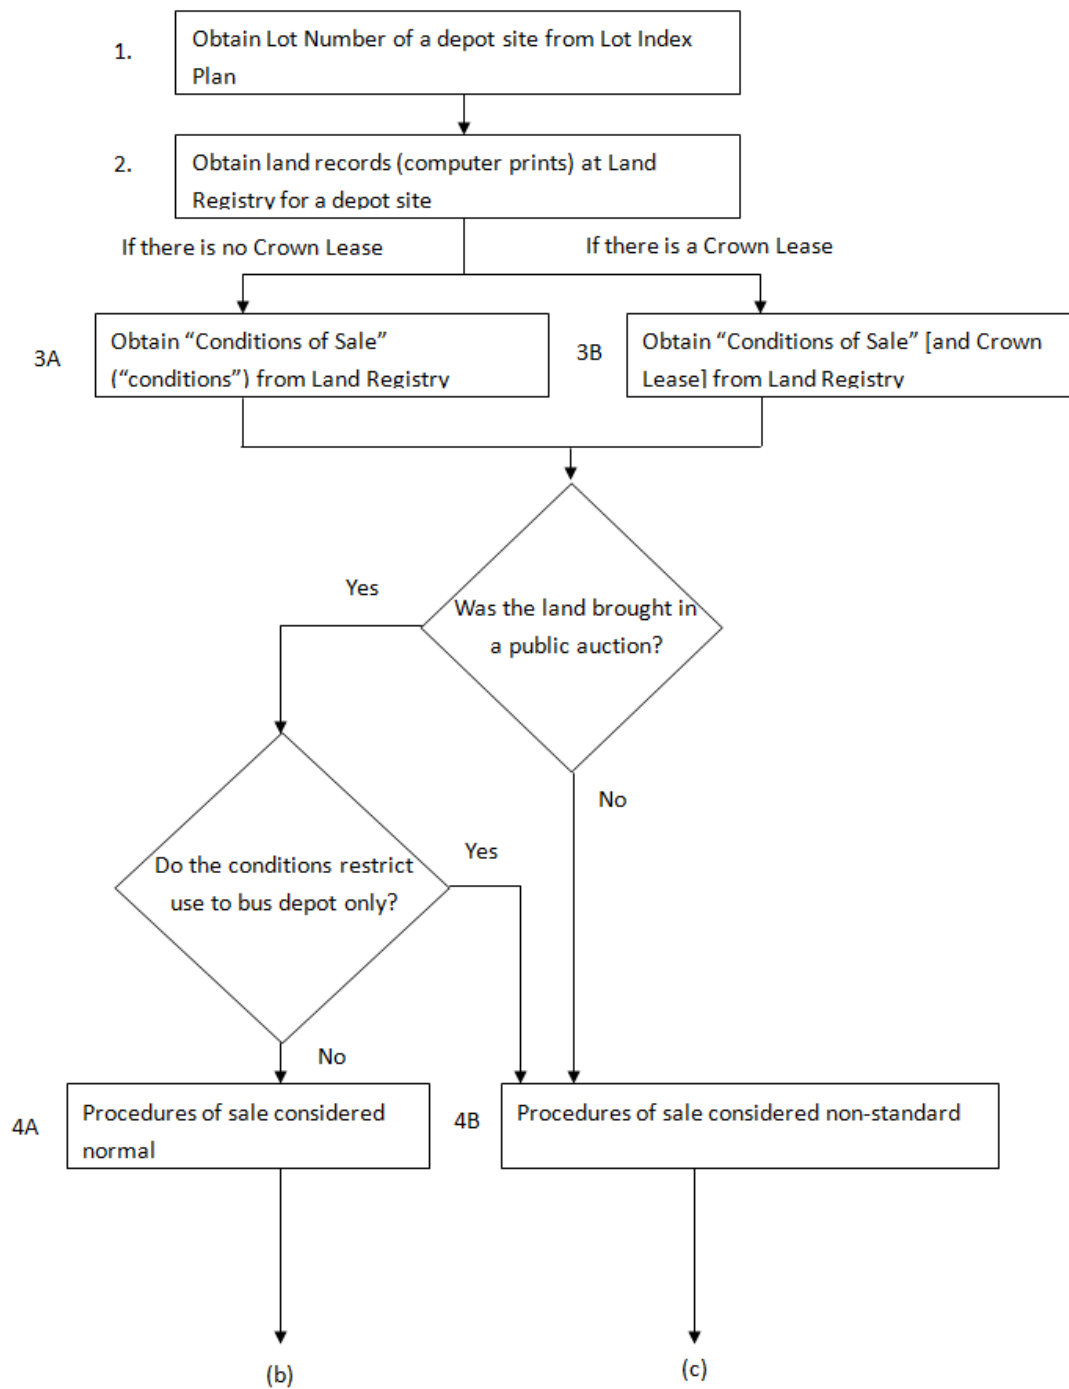 1.
Obtain Lot Number of a depot site from Lot Index
Plan
2.
Obtain land records (computer prints) at Land
Registry for a depot site
If there is no Crown Lease
If there is a Crown Lease
3A
Obtain “Conditions of Sale”
(“conditions”) from Land Registry
3B
Obtain “Conditions of Sale” [and Crown
Lease] from Land Registry
Was the land brought in
a public auction?
Yes
No
Do the conditions restrict
use to bus depot only?
Yes
No
4A
Procedures of sale considered
normal
4B
Procedures of sale considered non-standard
(b)
(c)